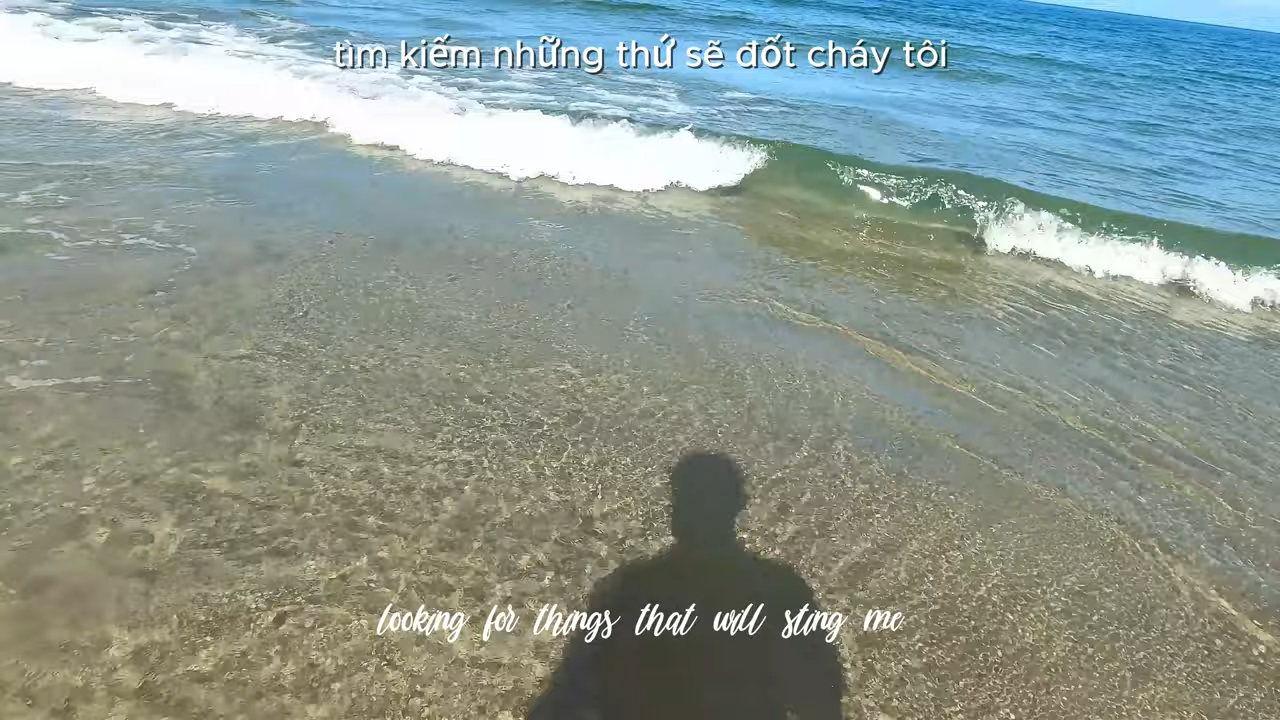 tìm kiếm những thứ sẽ đốt cháy tôi
looking for things that will sting me